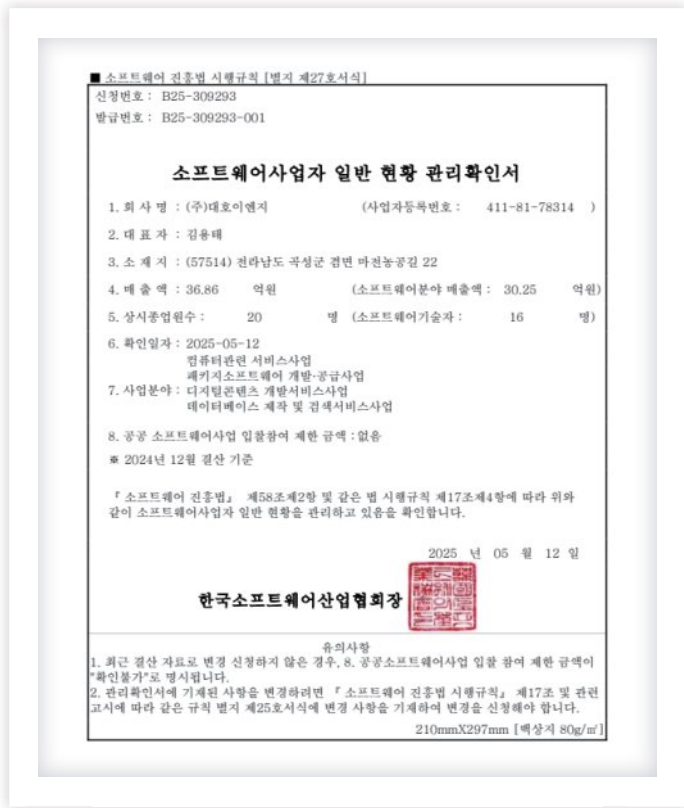 ■ 소프트웨어 진흥법 시행규칙 [별지 제27호서식]
신청번호 : B25-309293
발급번호 : B25-309293-001
소프트웨어사업자 일반 현황 관리확인서
1. 회 사 명 : (주)대호이엔지 (사업자등록번호 : 411-81-78314 )
2. 대 표 자 : 김용태
3. 소 재 지 : (57514) 전라남도 곡성군 겸면 마전농공길 22
4. 매 출 액 : 36.86 억원 (소프트웨어분야 매출액 : 30.25 억원)
5. 상시종업원수 : 20 명 (소프트웨어기술자 : 16 명)
6. 확인일자 : 2025-05-12
컴퓨터관련 서비스사업
패키지소프트웨어 개발·공급사업
7. 사업분야 : 디지털콘텐츠 개발서비스사업
데이터베이스 제작 및 검색서비스사업
8. 공공 소프트웨어사업 입찰참여 제한 금액 : 없음
※ 2024년 12월 결산 기준
『소프트웨어 진흥법』 제58조제2항 및 같은 법 시행규칙 제17조제4항에 따라 위와
같이 소프트웨어사업자 일반 현황을 관리하고 있음을 확인합니다.
2025 년 05 월 12 일
한국소프트웨어산업협회장
유의사항
1. 최근 결산 자료로 변경 신청하지 않은 경우, 8. 공공소프트웨어사업 입찰 참여 제한 금액이
"확인불가"로 명시됩니다.
2. 관리확인서에 기재된 사항을 변경하려면 『소프트웨어 진흥법 시행규칙』 제17조 및 관련
고시에 따라 같은 규칙 별지 제25호서식에 변경 사항을 기재하여 변경을 신청해야 합니다.
210mmX297mm [백상지 80g/㎡]